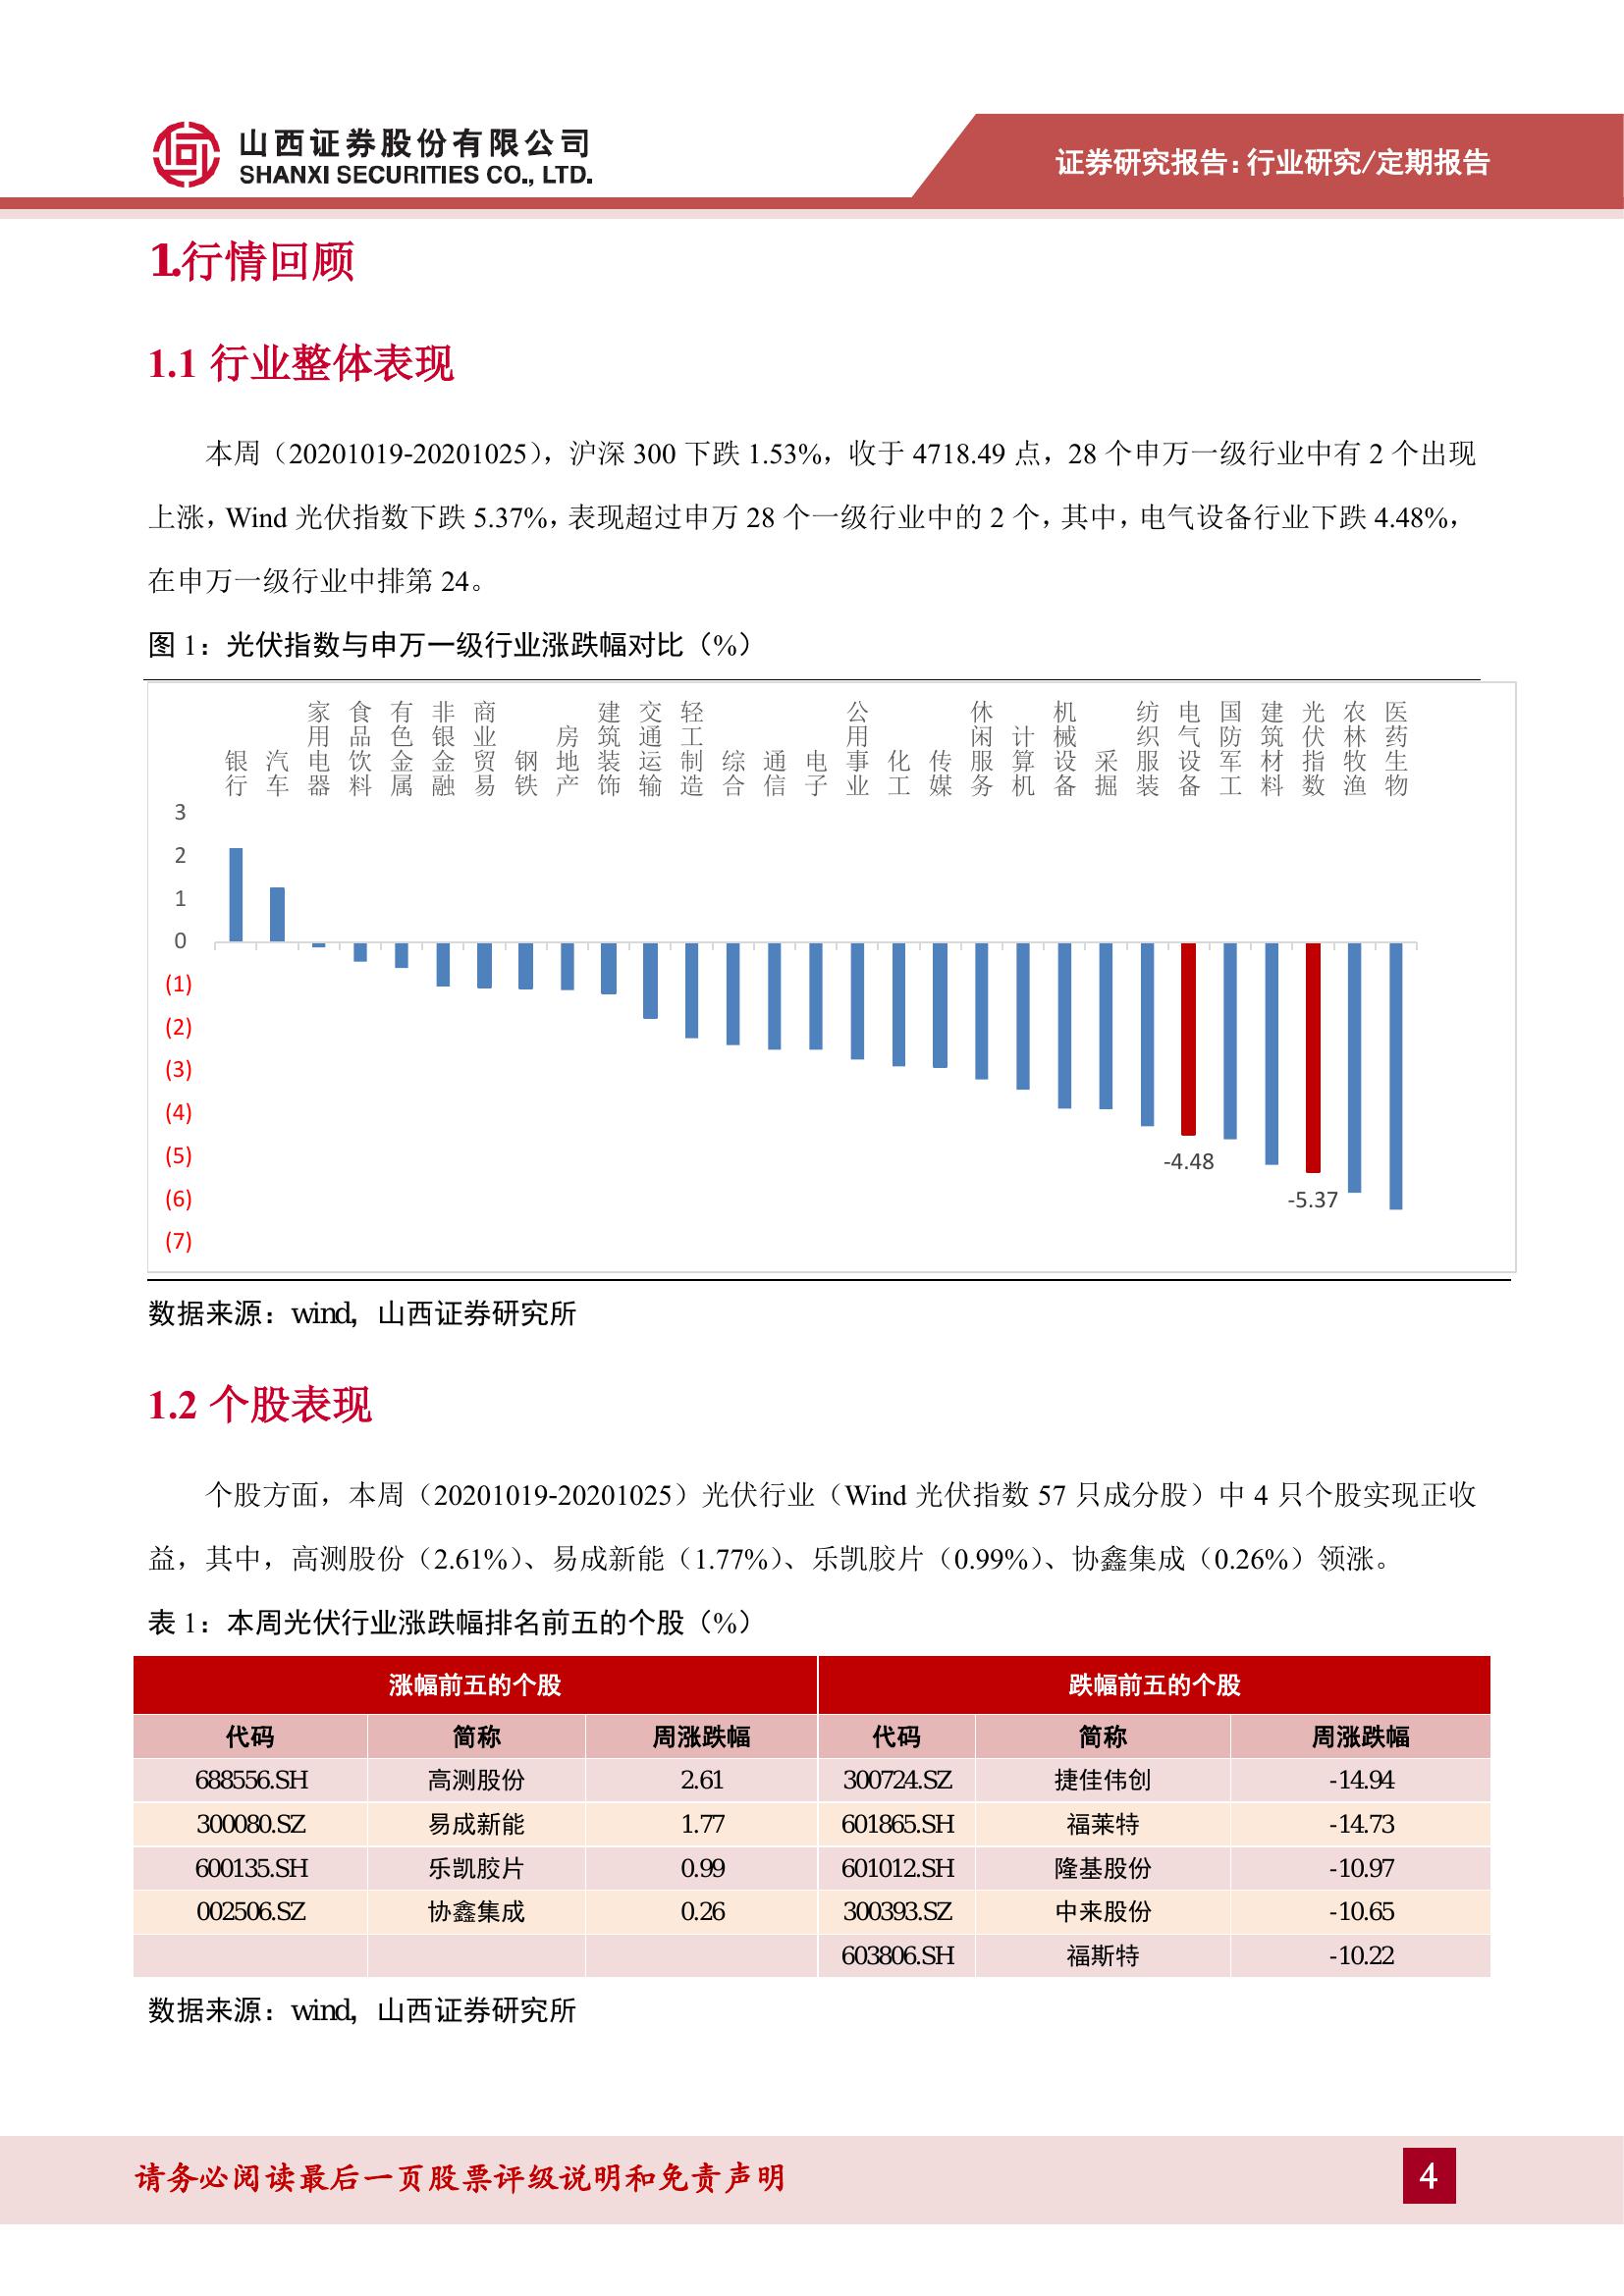 山西证券股份有限公司
SHANXI SECURITIES CO., LTD.
证券研究报告：行业研究/定期报告
1.行情回顾
1.1 行业整体表现
本周（20201019-20201025），沪深 300 下跌 1.53%，收于 4718.49 点，28 个申万一级行业中有 2 个出现
上涨，Wind 光伏指数下跌 5.37%，表现超过申万 28 个一级行业中的 2 个，其中，电气设备行业下跌 4.48%，
在申万一级行业中排第 24。
图 1：光伏指数与申万一级行业涨跌幅对比（%）
银行 汽车 家用电器 食品饮料 有色金属 非银金融 商业贸易 钢铁 房地产 建筑装饰 交通运输 轻工制造 综合 通信 电子 公用事业 化工 传媒 休闲服务 计算机 机械设备 采掘 纺织服装 电气设备 国防军工 建筑材料 光伏指数 农林牧渔 医药生物
3
2
1
0
(1)
(2)
(3)
(4)
(5)
(6)
(7)
-4.48
-5.37
数据来源：wind，山西证券研究所
1.2 个股表现
个股方面，本周（20201019-20201025）光伏行业（Wind 光伏指数 57 只成分股）中 4 只个股实现正收
益，其中，高测股份（2.61%）、易成新能（1.77%）、乐凯胶片（0.99%）、协鑫集成（0.26%）领涨。
表 1：本周光伏行业涨跌幅排名前五的个股（%）
涨幅前五的个股 跌幅前五的个股
代码 简称 周涨跌幅 代码 简称 周涨跌幅
688556.SH 高测股份 2.61 300724.SZ 捷佳伟创 -14.94
300080.SZ 易成新能 1.77 601865.SH 福莱特 -14.73
600135.SH 乐凯胶片 0.99 601012.SH 隆基股份 -10.97
002506.SZ 协鑫集成 0.26 300393.SZ 中来股份 -10.65
603806.SH 福斯特 -10.22
数据来源：wind，山西证券研究所
请务必阅读最后一页股票评级说明和免责声明
4